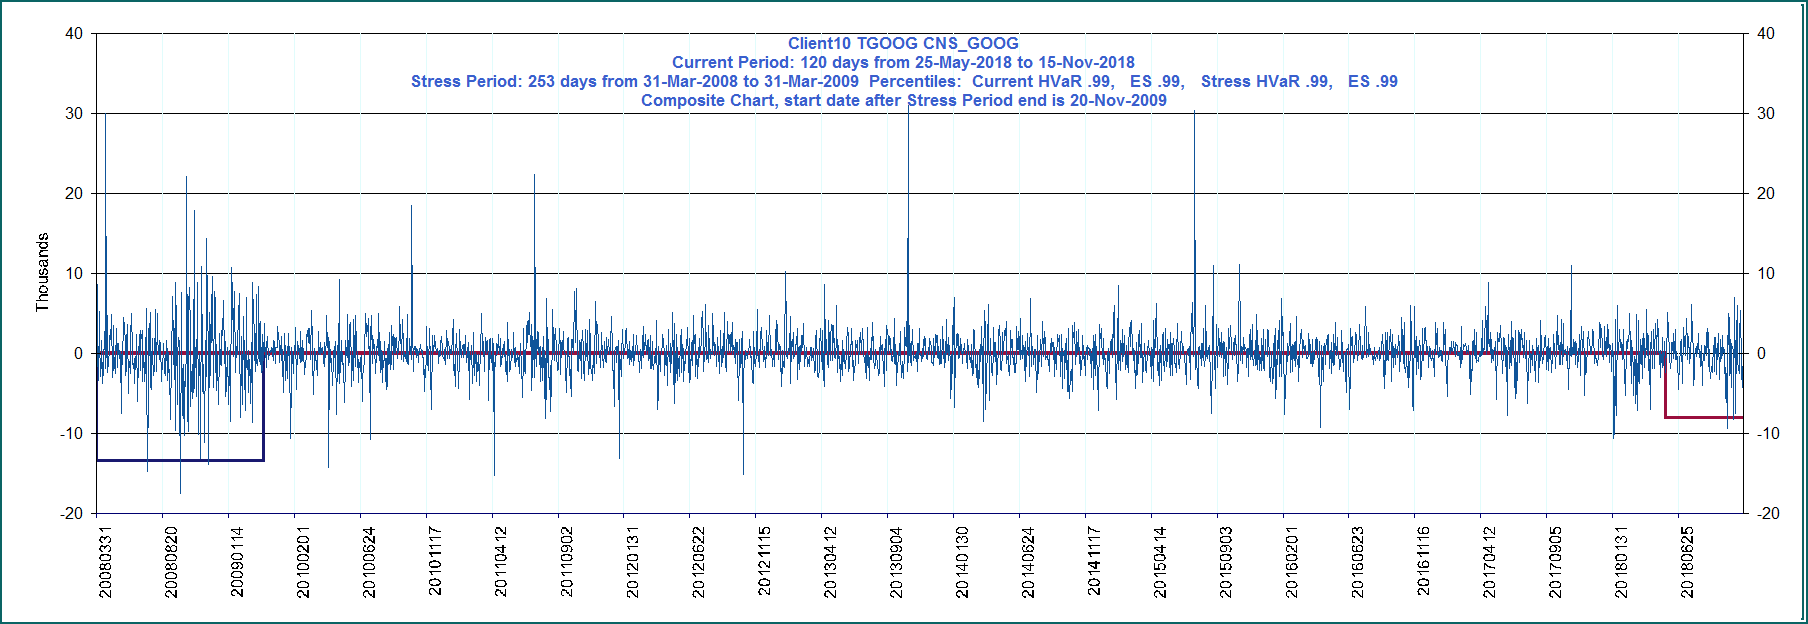 Client10 TGOOG CNS_GOOG
Current Period: 120 days from 25-May-2018 to 15-Nov-2018
Stress Period: 253 days from 31-Mar-2008 to 31-Mar-2009 Percentiles: Current HVaR .99, ES .99, Stress HVaR .99, ES .99
Composite Chart, start date after Stress Period end is 20-Nov-2009
40 40
30 30
20 20
10 10
0 0
-10 -10
-20 -20
Thousands
20080331 20080820 20090114 20100201 20100624 20101117 20110412 20110902 20120131 20120622 20121115 20130412 20130904 20140130 20140624 20141117 20150414 20150903 20160201 20160623 20161116 20170412 20170905 20180131 20180625